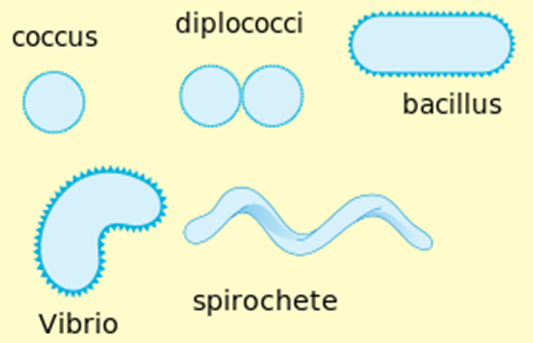 coccus
diplococci
bacillus
Vibrio
spirochete